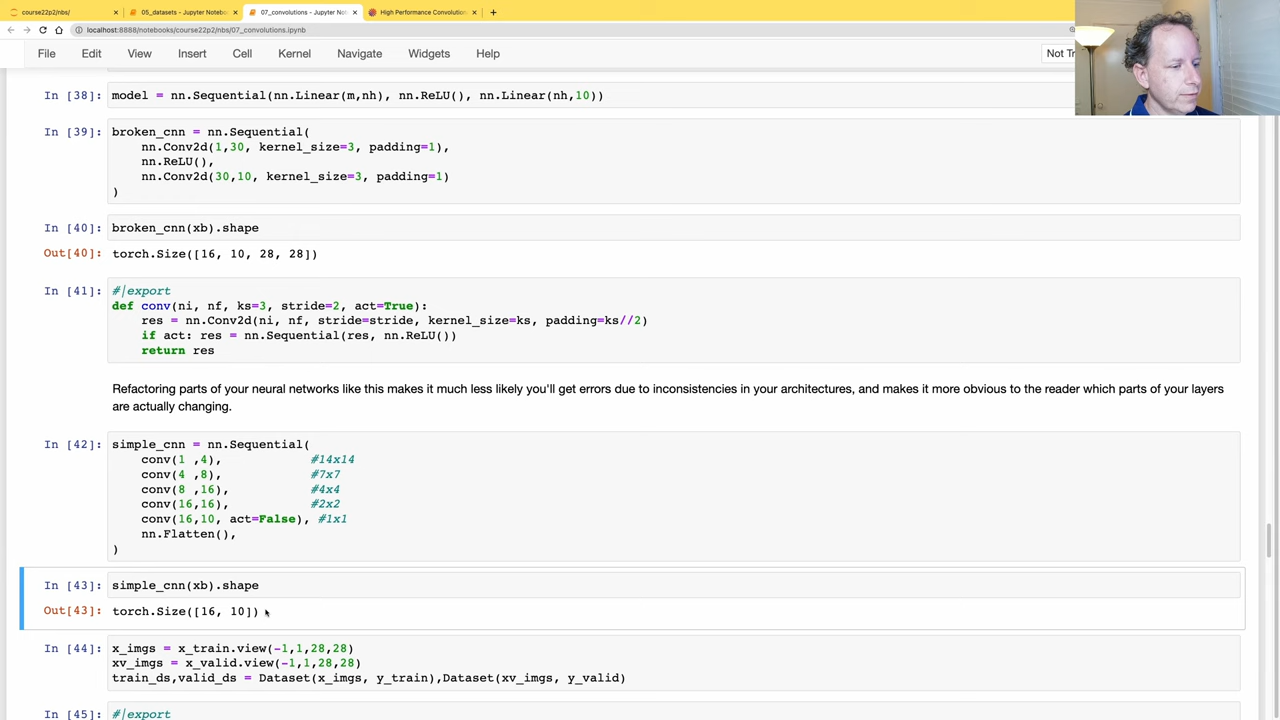 course22p2/nbs/
05_datasets - Jupyter Noteb
07_convolutions - Jupyter No
High Performance Convolution
localhost:8888/notebooks/course22p2/nbs/07_convolutions.ipynb
File Edit View Insert Cell Kernel Navigate Widgets Help
Not Tr
In [38]: model = nn.Sequential(nn.Linear(m,nh), nn.ReLU(), nn.Linear(nh,10))
In [39]: broken_cnn = nn.Sequential(
nn.Conv2d(1,30, kernel_size=3, padding=1),
nn.ReLU(),
nn.Conv2d(30,10, kernel_size=3, padding=1)
)
In [40]: broken_cnn(xb).shape
Out[40]: torch.Size([16, 10, 28, 28])
In [41]: #|export
def conv(ni, nf, ks=3, stride=2, act=True):
res = nn.Conv2d(ni, nf, stride=stride, kernel_size=ks, padding=ks//2)
if act: res = nn.Sequential(res, nn.ReLU())
return res
Refactoring parts of your neural networks like this makes it much less likely you'll get errors due to inconsistencies in your architectures, and makes it more obvious to the reader which parts of your layers
are actually changing.
In [42]: simple_cnn = nn.Sequential(
conv(1 ,4), #14x14
conv(4 ,8), #7x7
conv(8 ,16), #4x4
conv(16,16), #2x2
conv(16,10, act=False), #1x1
nn.Flatten(),
)
In [43]: simple_cnn(xb).shape
Out[43]: torch.Size([16, 10])
In [44]: x_imgs = x_train.view(-1,1,28,28)
xv_imgs = x_valid.view(-1,1,28,28)
train_ds,valid_ds = Dataset(x_imgs, y_train),Dataset(xv_imgs, y_valid)
In [45]: #|export